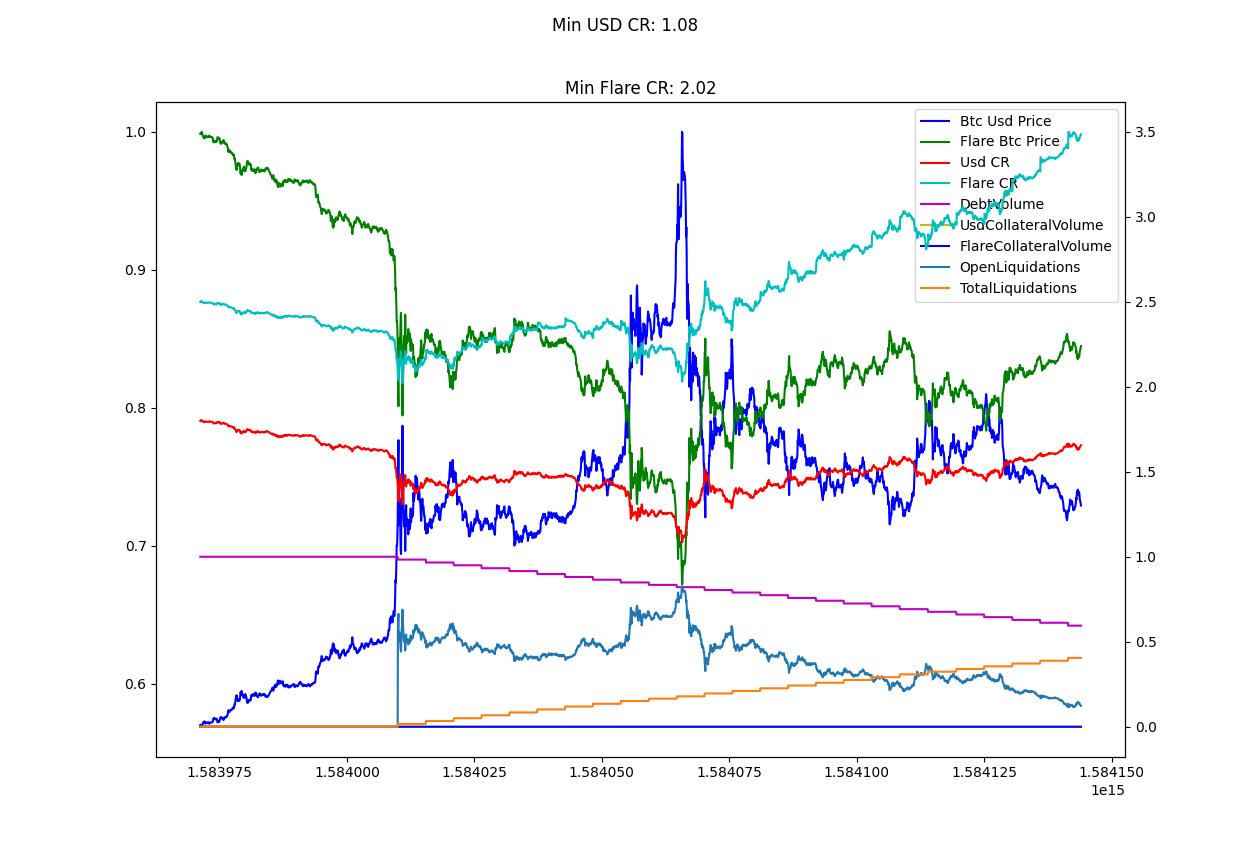 Min USD CR: 1.08
Min Flare CR: 2.02
1.0
0.9
0.8
0.7
0.6
3.5
3.0
2.5
2.0
1.5
1.0
0.5
0.0
Btc Usd Price
Flare Btc Price
Usd CR
Flare CR
DebtVolume
UsdCollateralVolume
FlareCollateralVolume
OpenLiquidations
TotalLiquidations
1.583975 1.584000 1.584025 1.584050 1.584075 1.584100 1.584125 1.584150
1e15